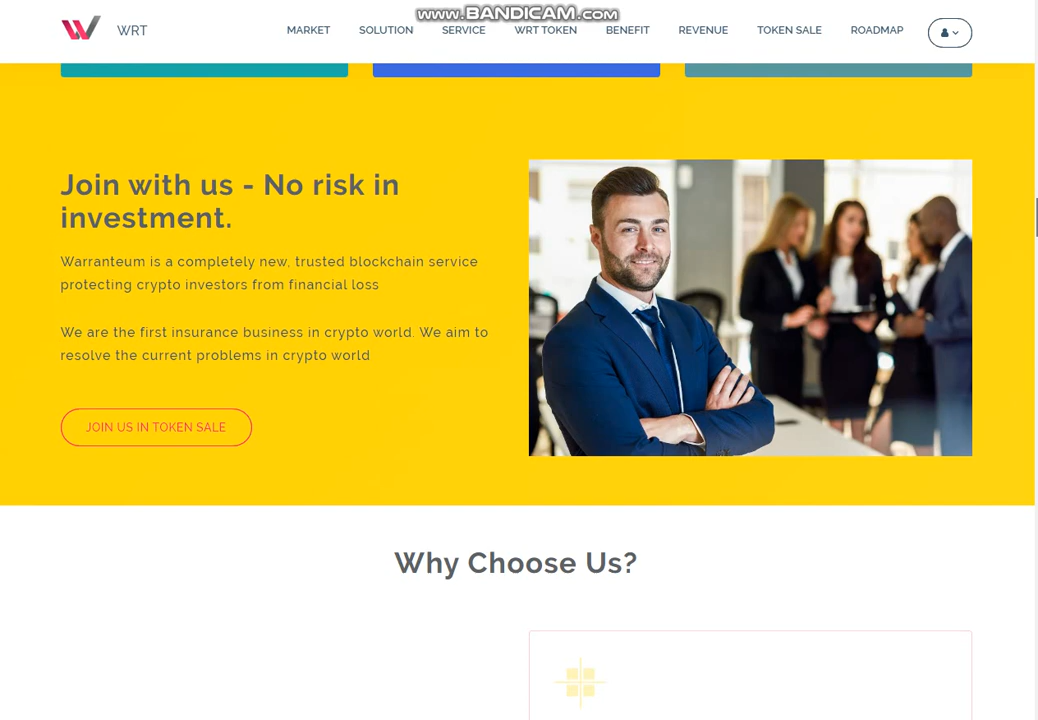 www.BANDICAM.com
WRT
MARKET SOLUTION SERVICE WRT TOKEN BENEFIT REVENUE TOKEN SALE ROADMAP
Join with us - No risk in
investment.
Warranteum is a completely new, trusted blockchain service
protecting crypto investors from financial loss
We are the first insurance business in crypto world. We aim to
resolve the current problems in crypto world
JOIN US IN TOKEN SALE
Why Choose Us?